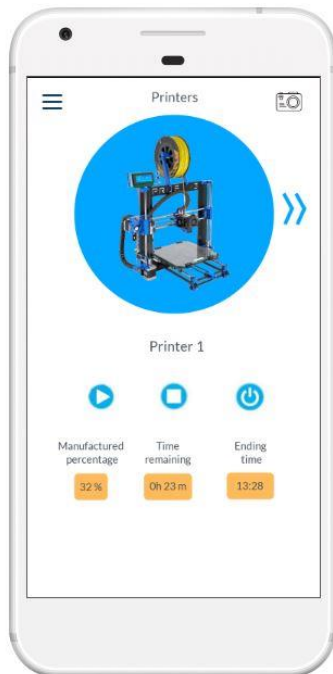 Printers
Printer 1
Manufactured
percentage
Time
remaining
Ending
time
32 %
0h 23 m
13:28